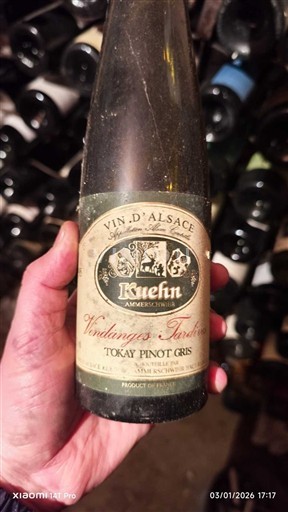 VIN D'ALSACE
Appellation Alsace Contrôlée
Kuehn
AMMERSCHWIHR
Vendanges Tardives
TOKAY PINOT GRIS
PRODUCT OF FRANCE
xiaomi 14T Pro
03/01/2026 17:17